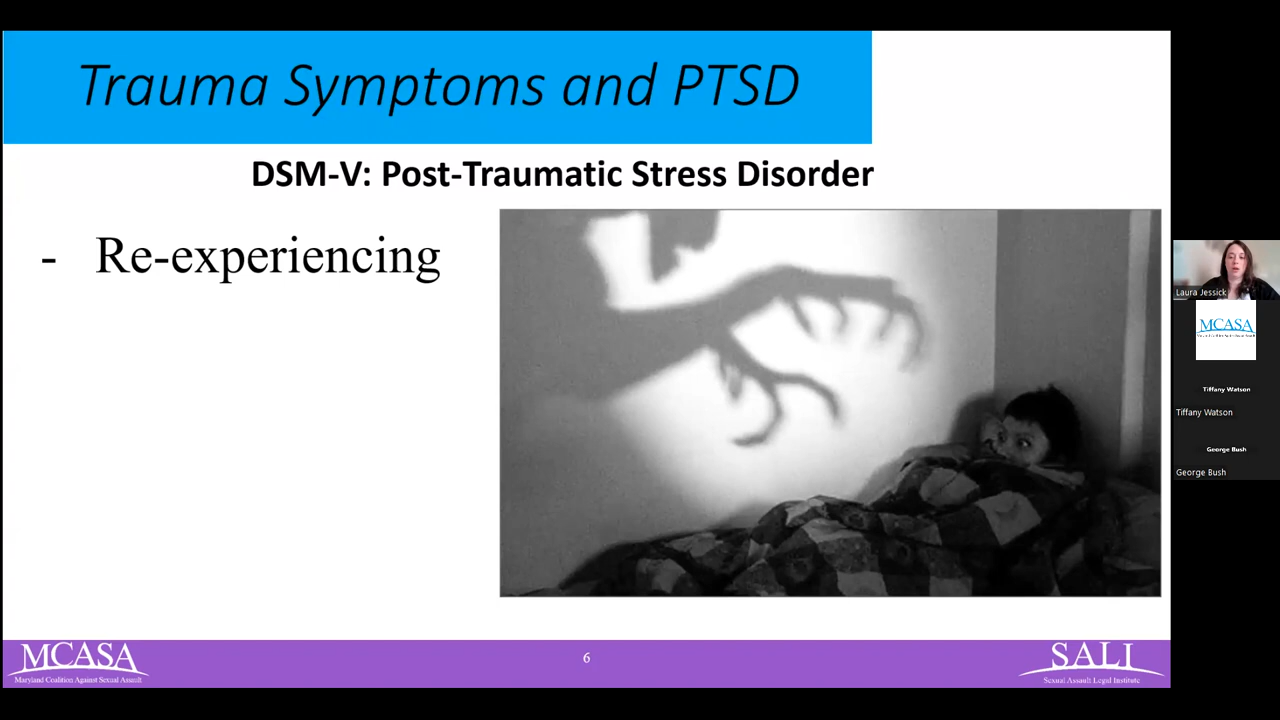 Trauma Symptoms and PTSD
DSM-V: Post-Traumatic Stress Disorder
- Re-experiencing
MCASA
Maryland Coalition Against Sexual Assault
6
SALI
Sexual Assault Legal Institute
Laura Jessick
MCASA
Tiffany Watson
Tiffany Watson
George Bush
George Bush